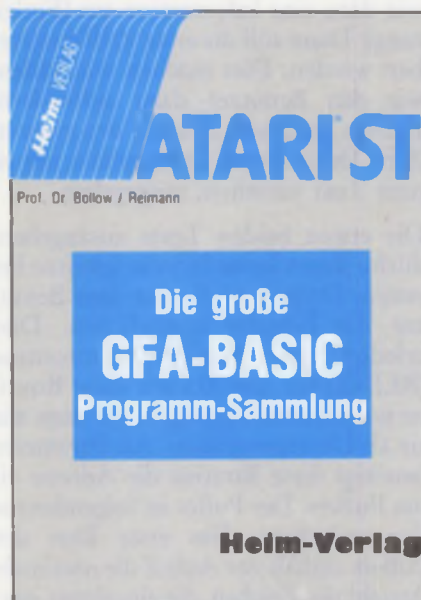 Heim VERLAG
ATARI ST
Prof. Dr. Bollow / Reimann
Die große
GFA-BASIC
Programm-Sammlung
Heim-Verlag